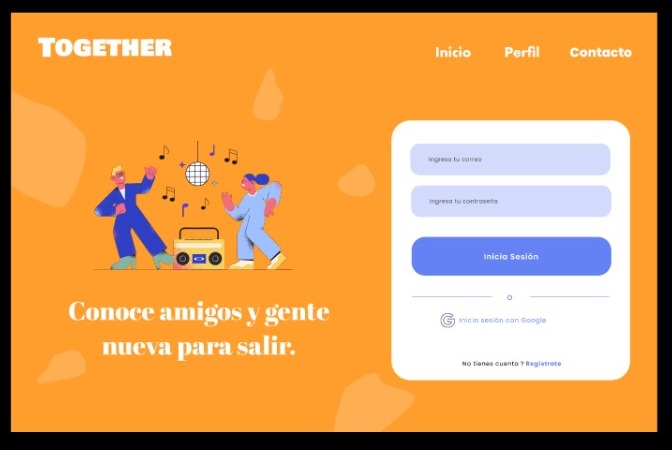 TOGETHER
Inicio Perfil Contacto
Ingresa tu correo
Ingresa tu contraseña
Inicia Sesión
o
G Inicia sesión con Google
Conoce amigos y gente
nueva para salir.
No tienes cuenta ? Regístrate